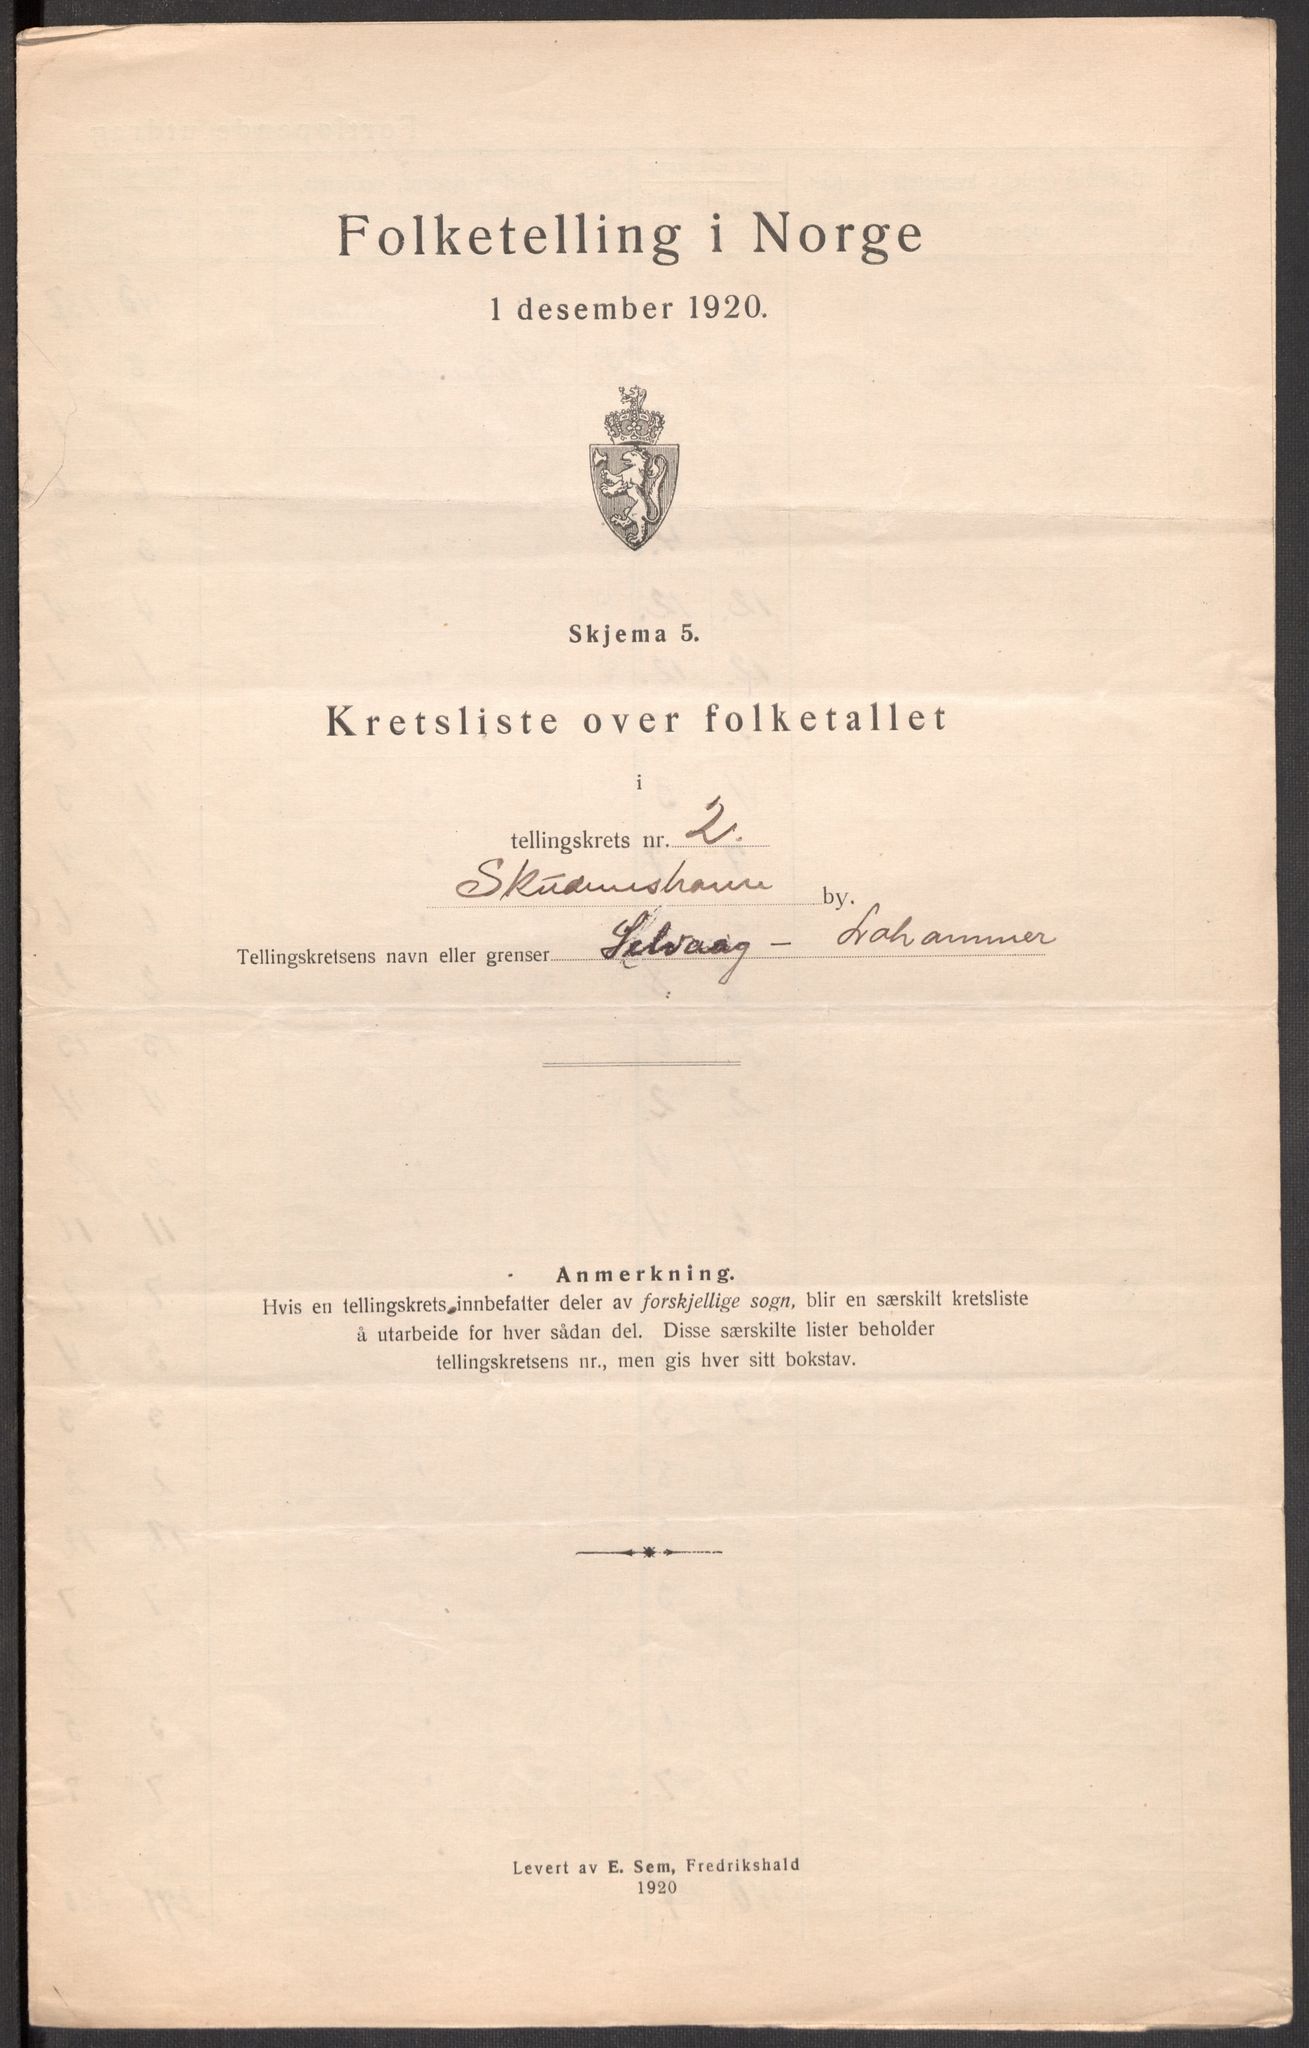 Folketelling i Norge
1 desember 1920.
Skjema 5.
Kretsliste over folketallet
i
tellingskrets nr. 2.
Skudeneshavn by.
Tellingskretsens navn eller grenser Selvaag – Lahammer
Anmerkning.
Hvis en tellingskrets innbefatter deler av forskjellige sogn, blir en særskilt kretsliste
å utarbeide for hver sådan del. Disse særskilte lister beholder
tellingskretsens nr., men gis hver sitt bokstav.
Levert av E. Sem, Fredrikshald
1920